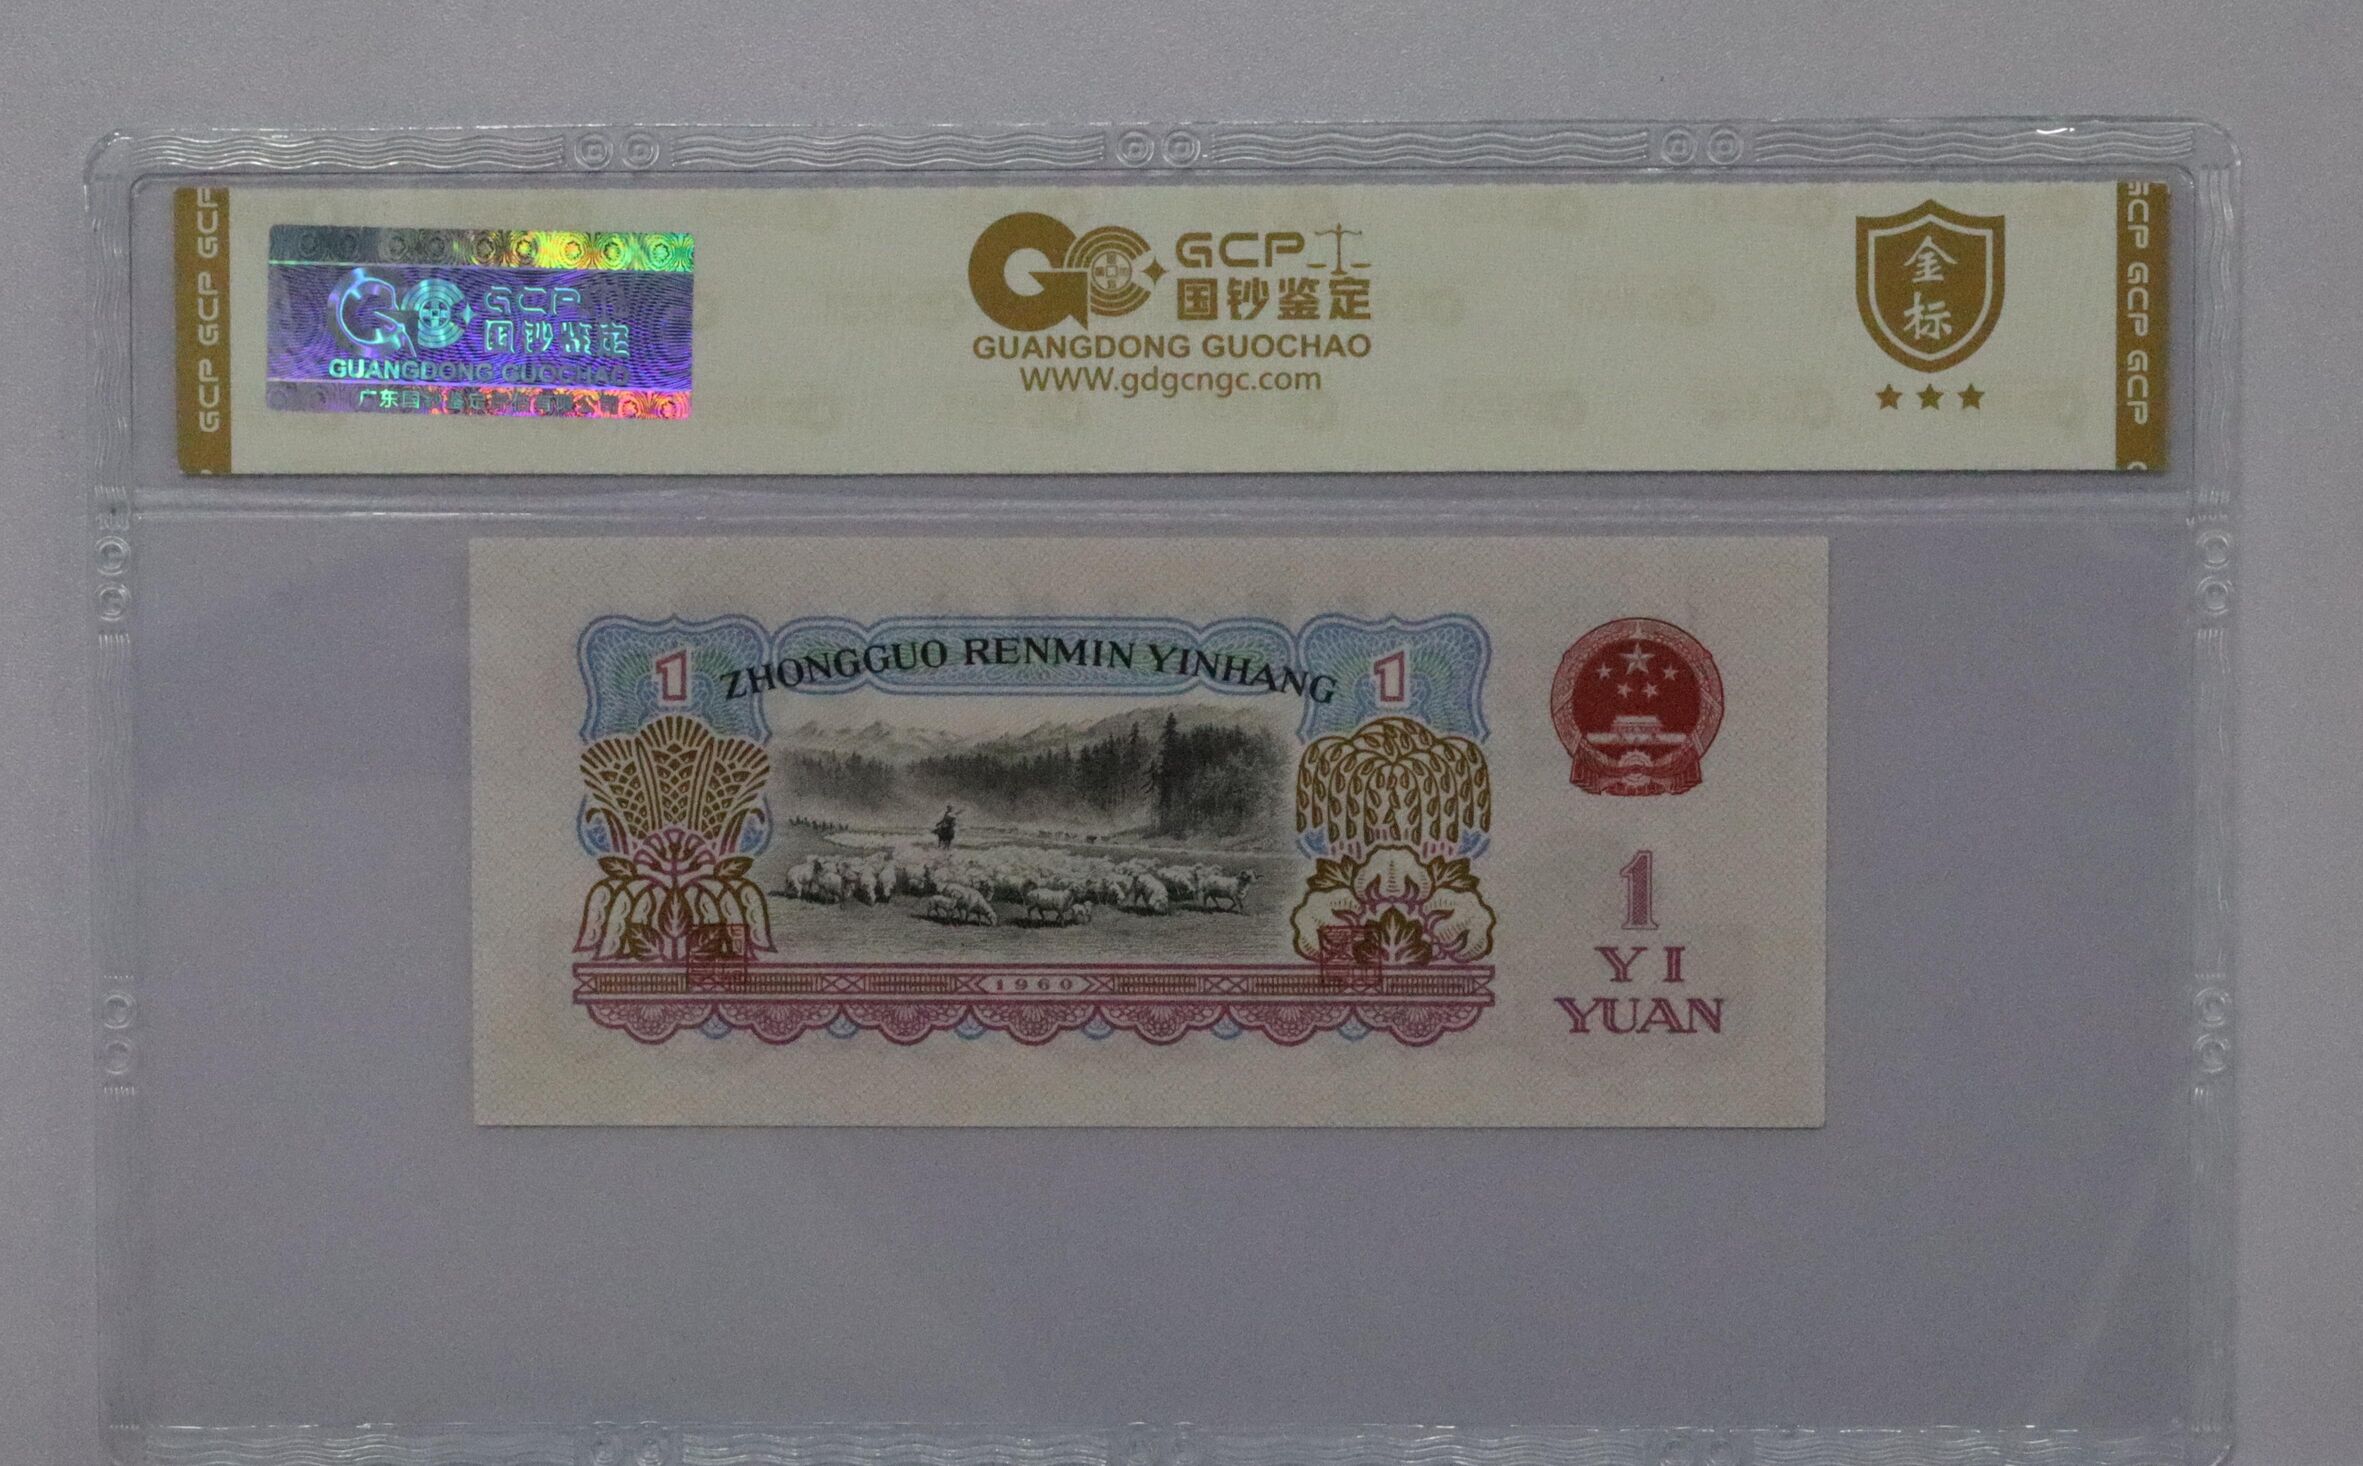 GCP GCP GCP
GCP
国钞鉴定
GUANGDONG GUOCHAO
GCP
国钞鉴定
GUANGDONG GUOCHAO
WWW.gdgcngc.com
金
标
GCP GCP GCP
1
ZHONGGUO RENMIN YINHANG
1
1960
1
YI
YUAN